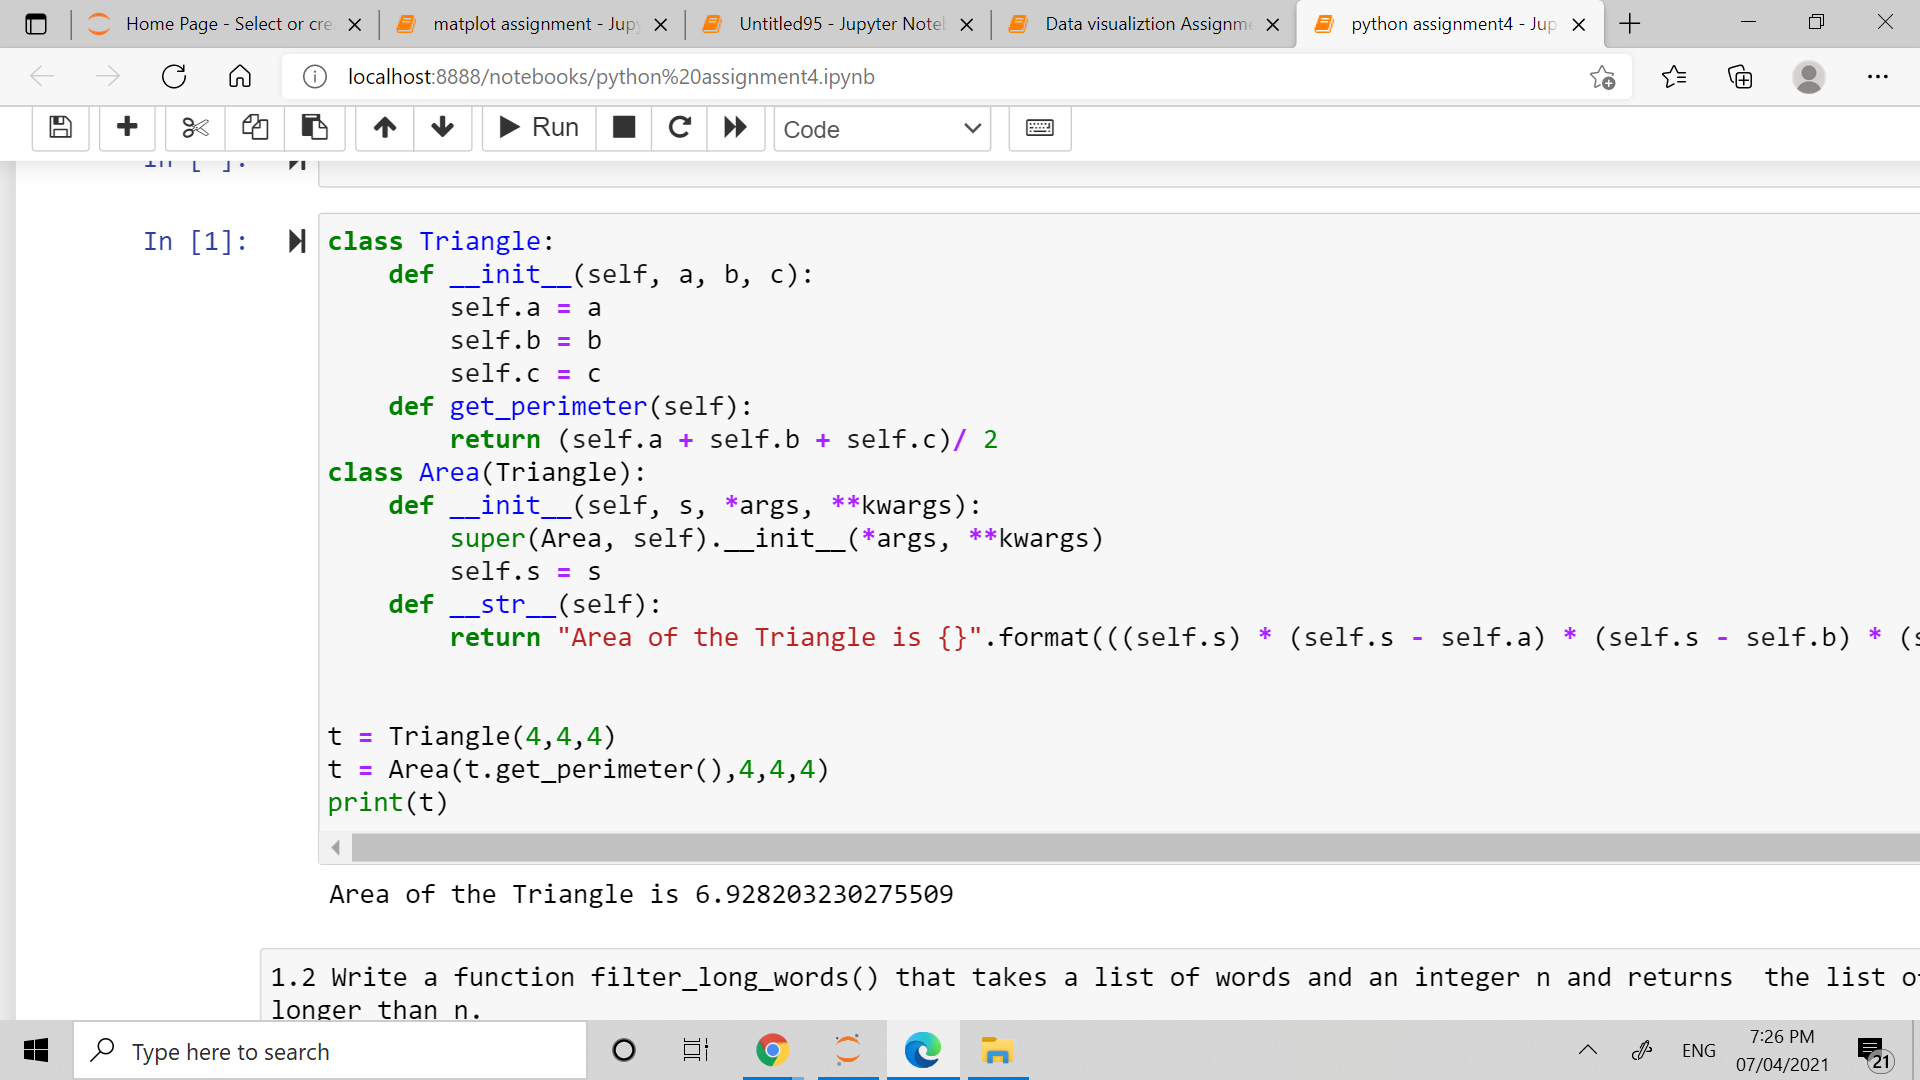 Home Page - Select or cre
matplot assignment - Jupy
Untitled95 - Jupyter Note
Data visualiztion Assignme
python assignment4 - Jup
localhost:8888/notebooks/python%20assignment4.ipynb
Run
Code
In [ ]:
In [1]:
class Triangle:
    def __init__(self, a, b, c):
        self.a = a
        self.b = b
        self.c = c
    def get_perimeter(self):
        return (self.a + self.b + self.c)/ 2
class Area(Triangle):
    def __init__(self, s, *args, **kwargs):
        super(Area, self).__init__(*args, **kwargs)
        self.s = s
    def __str__(self):
        return "Area of the Triangle is {}".format(((self.s) * (self.s - self.a) * (self.s - self.b) * (s
t = Triangle(4,4,4)
t = Area(t.get_perimeter(),4,4,4)
print(t)
Area of the Triangle is 6.928203230275509
1.2 Write a function filter_long_words() that takes a list of words and an integer n and returns  the list o
longer than n.
Type here to search
ENG
7:26 PM
07/04/2021
21